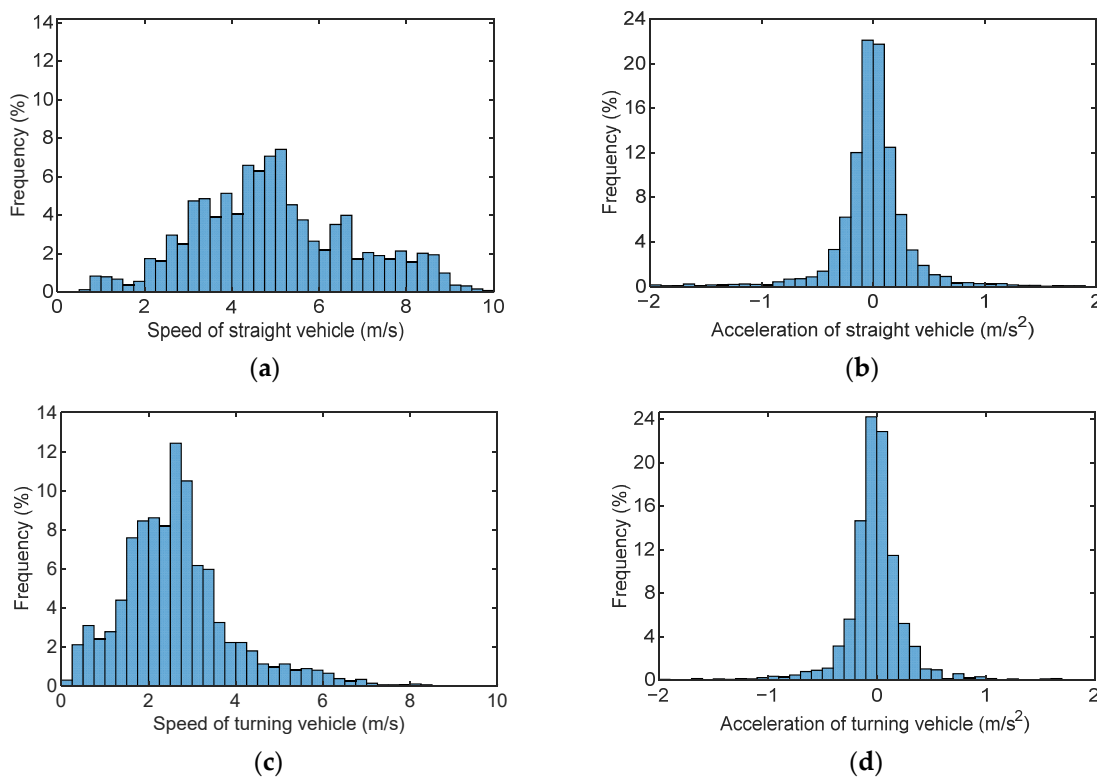 14
12
10
8
6
4
2
0
Frequency (%)
0 2 4 6 8 10
Speed of straight vehicle (m/s)
(a)
24
20
16
12
8
4
0
Frequency (%)
−2 −1 0 1 2
Acceleration of straight vehicle (m/s²)
(b)
14
12
10
8
6
4
2
0
Frequency (%)
0 2 4 6 8 10
Speed of turning vehicle (m/s)
(c)
24
20
16
12
8
4
0
Frequency (%)
−2 −1 0 1 2
Acceleration of turning vehicle (m/s²)
(d)